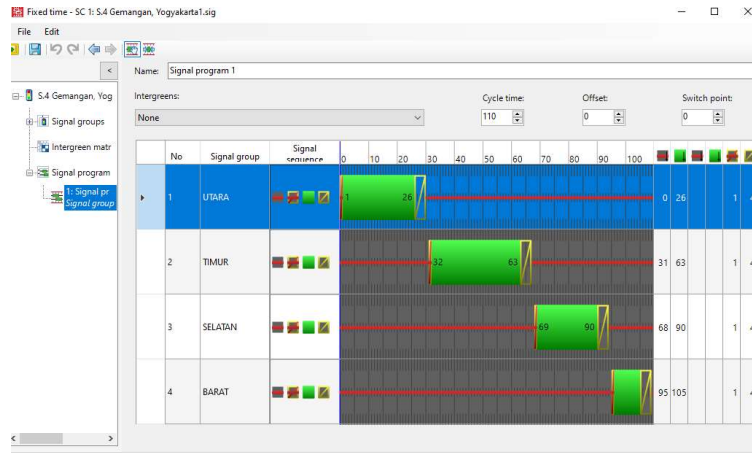 Fixed time - SC 1: S.4 Gemangan, Yogyakarta1.sig
File Edit
< Name: Signal program 1
S.4 Gemangan, Yog
Signal groups
Intergreen matr
Signal program
1: Signal pr
Signal group
Intergreens: Cycle time: Offset: Switch point:
None 110 0 0
No Signal group Signal sequence 0 10 20 30 40 50 60 70 80 90 100
1 UTARA 1 26 0 26 1 4
2 TIMUR 32 63 31 63 1 4
3 SELATAN 69 90 68 90 1 4
4 BARAT 95 105 1 4
< >